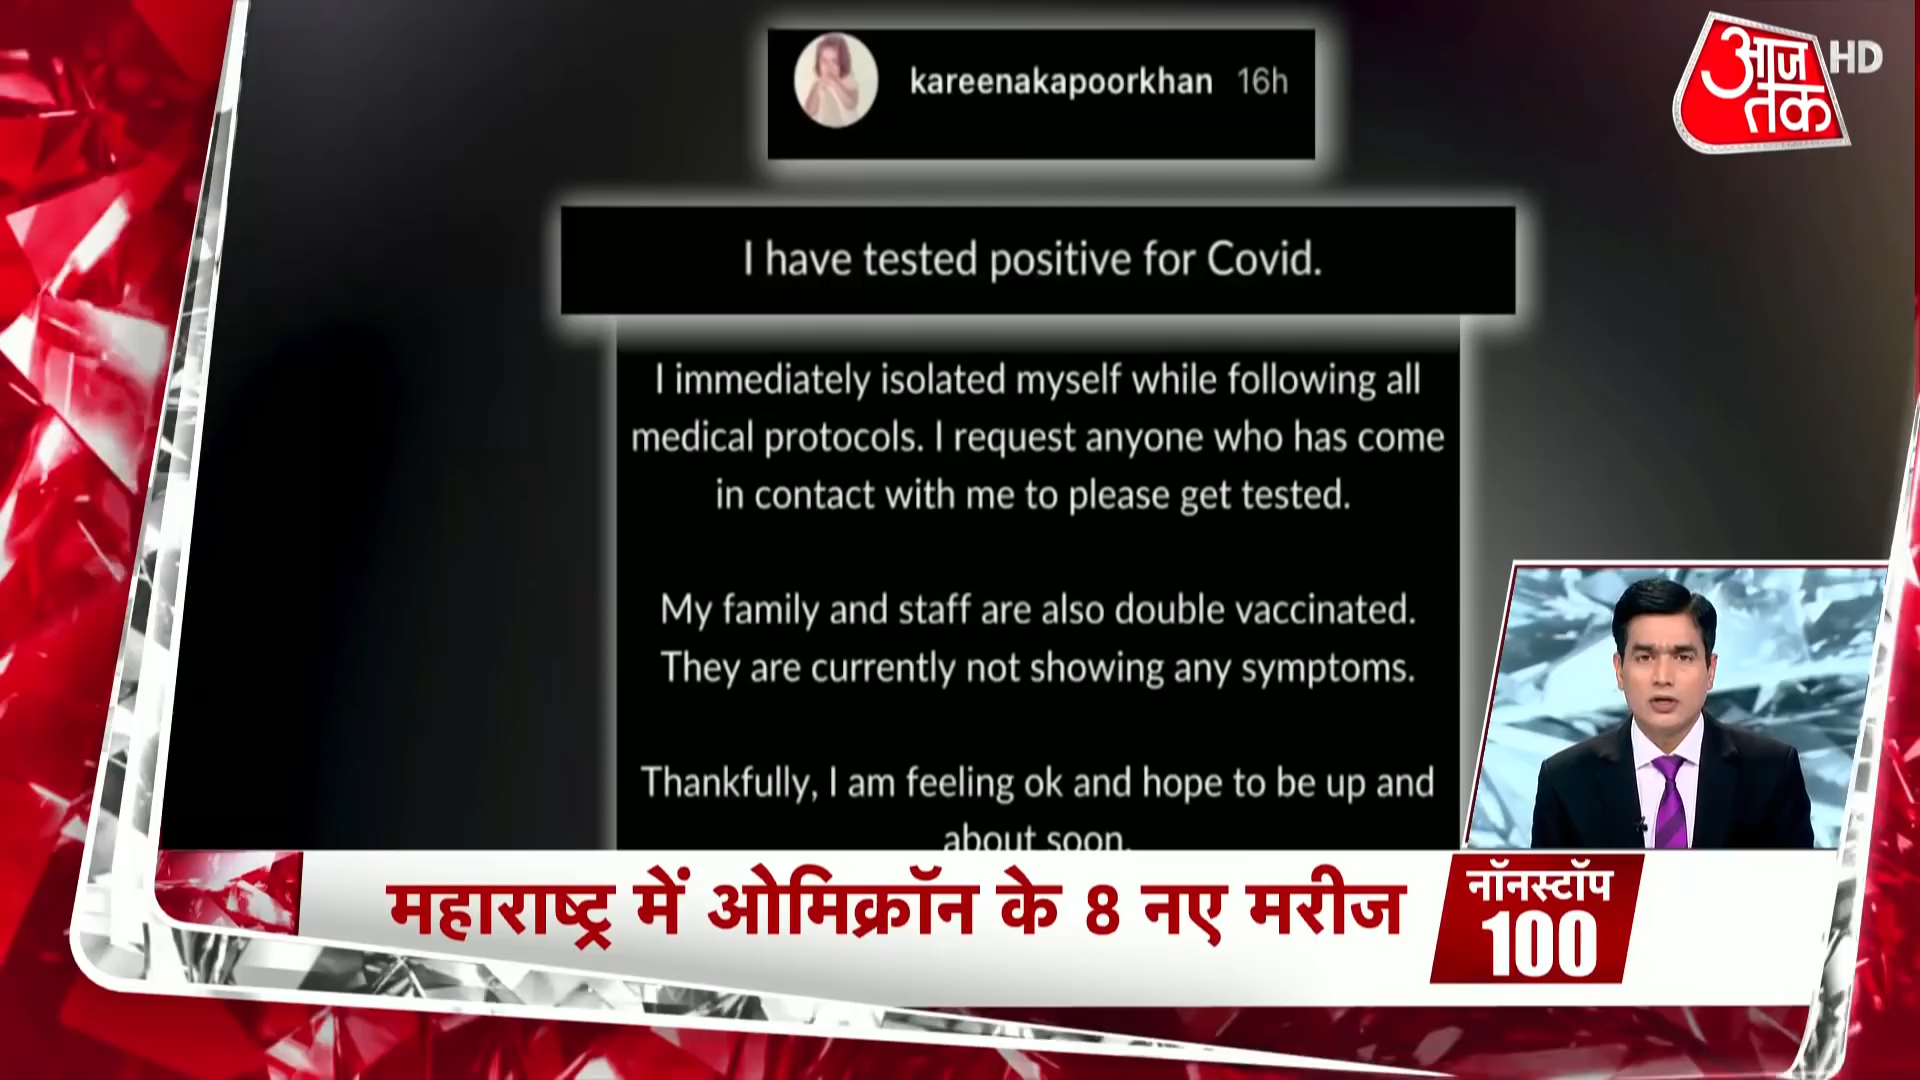 आज
तक
HD
kareenakapoorkhan 16h
I have tested positive for Covid.
I immediately isolated myself while following all
medical protocols. I request anyone who has come
in contact with me to please get tested.
My family and staff are also double vaccinated.
They are currently not showing any symptoms.
Thankfully, I am feeling ok and hope to be up and
about soon.
महाराष्ट्र में ओमिक्रॉन के 8 नए मरीज
नॉनस्टॉप
100